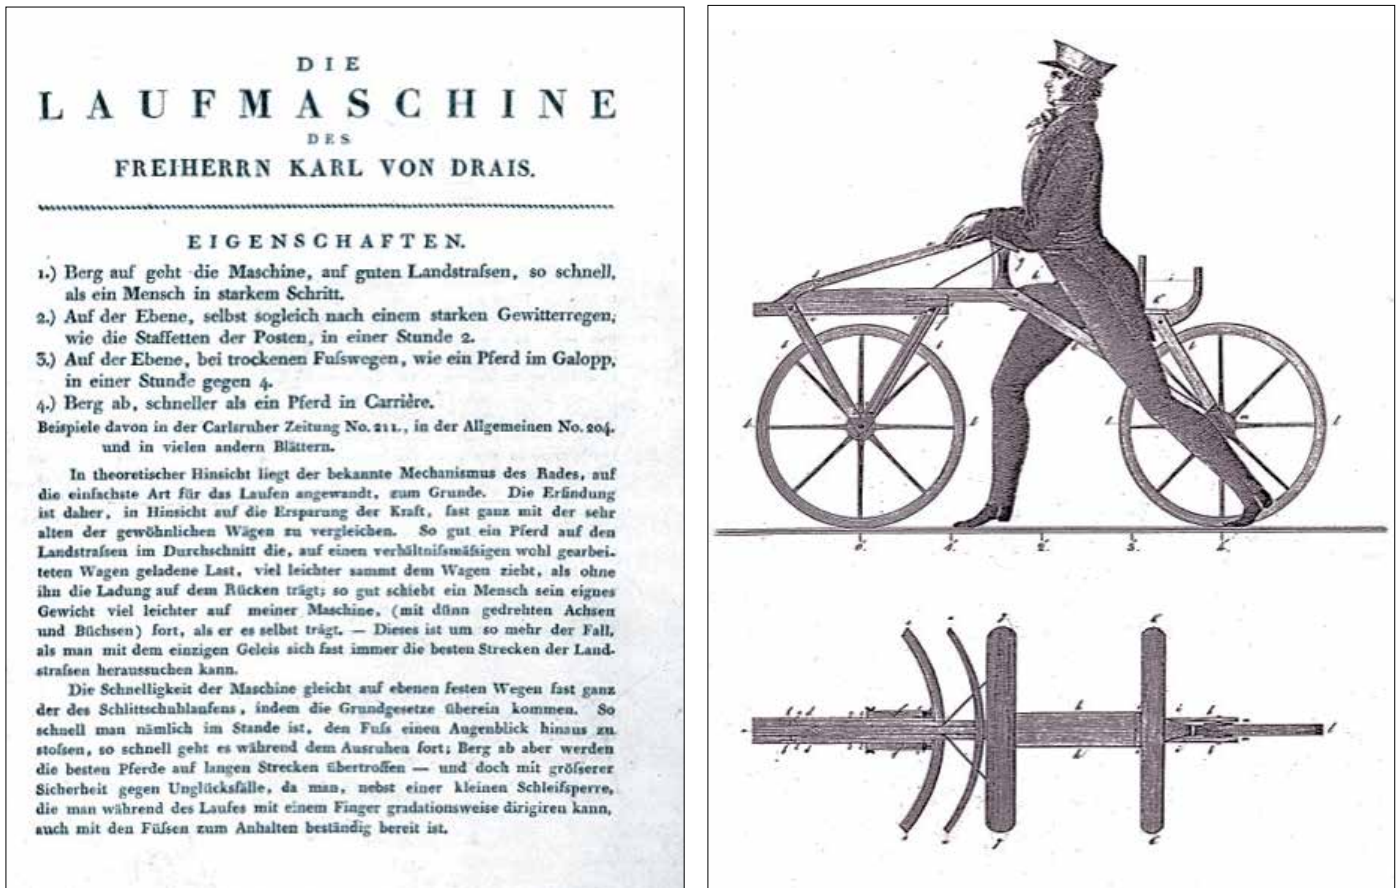 DIE
LAUFMASCHINE
DES
FREIHERRN KARL VON DRAIS.
EIGENSCHAFTEN.
1.) Berg auf geht die Maschine, auf guten Landstraſsen, so schnell,
als ein Mensch in starkem Schritt.
2.) Auf der Ebene, selbst sogleich nach einem starken Gewitterregen,
wie die Staffetten der Posten, in einer Stunde 2.
3.) Auf der Ebene, bei trockenen Fuſswegen, wie ein Pferd im Galopp,
in einer Stunde gegen 4.
4.) Berg ab, schneller als ein Pferd in Carrière.
Beispiele davon in der Carlsruher Zeitung No. 211., in der Allgemeinen No. 204.
und in vielen andern Blättern.
In theoretischer Hinsicht liegt der bekannte Mechanismus des Rades, auf
die einfachste Art für das Laufen angewandt, zum Grunde. Die Erfindung
ist daher, in Hinsicht auf die Ersparung der Kraft, fast ganz mit der sehr
alten der gewöhnlichen Wägen zu vergleichen. So gut ein Pferd auf den
Landstraſsen im Durchschnitt die, auf einen verhältniſsmäſsigen wohl gearbei-
teten Wagen geladene Last, viel leichter sammt dem Wagen zieht, als ohne
ihn die Ladung auf dem Rücken trägt; so gut schiebt ein Mensch sein eignes
Gewicht viel leichter auf meiner Maschine, (mit dünn gedrehten Achsen
und Büchsen) fort, als er es selbst trägt. — Dieses ist um so mehr der Fall,
als man mit dem einzigen Geleis sich fast immer die besten Strecken der Land-
straſsen heraussuchen kann.
Die Schnelligkeit der Maschine gleicht auf ebenen festen Wegen fast ganz
der des Schlittschuhlaufens, indem die Grundgesetze überein kommen. So
schnell man nämlich im Stande ist, den Fuſs einen Augenblick hinaus zu
stoſsen, so schnell geht es während dem Ausruhen fort; Berg ab aber werden
die besten Pferde auf langen Strecken übertroffen — und doch mit gröſserer
Sicherheit gegen Unglücksfälle, da man, nebst einer kleinen Schleifsperre,
die man während des Laufes mit einem Finger gradationsweise dirigiren kann,
auch mit den Füſsen zum Anhalten beständig bereit ist.